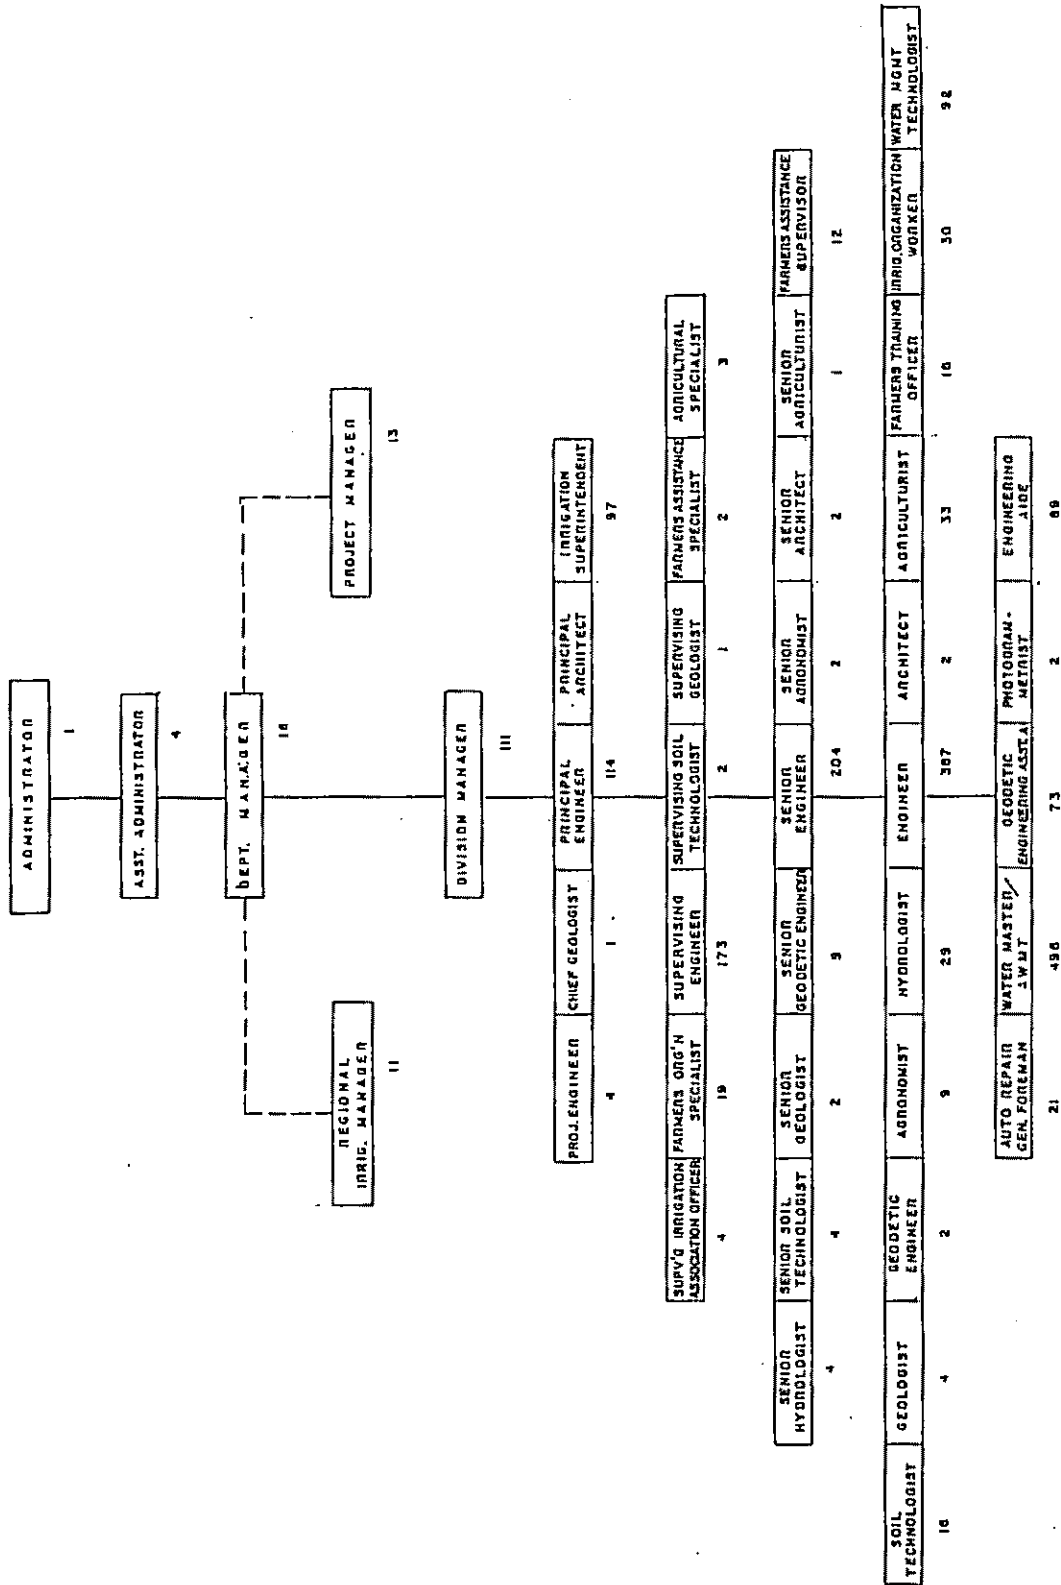 ADMINISTRATOR
1
ASST. ADMINISTRATOR
4
DEPT. MANAGER
16
REGIONAL
IRRIG. MANAGER
11
PROJECT MANAGER
13
DIVISION MANAGER
111
PROJ. ENGINEER
4
CHIEF GEOLOGIST
1
PRINCIPAL
ENGINEER
114
PRINCIPAL
ARCHITECT
1
IRRIGATION
SUPERINTENDENT
97
SUPV'G IRRIGATION
ASSOCIATION OFFICER
4
FARMERS ORG'N
SPECIALIST
19
SUPERVISING
ENGINEER
173
SUPERVISING SOIL
TECHNOLOGIST
2
SUPERVISING
GEOLOGIST
1
FARMERS ASSISTANCE
SPECIALIST
2
AGRICULTURAL
SPECIALIST
3
SENIOR
HYDROLOGIST
4
SENIOR SOIL
TECHNOLOGIST
4
SENIOR
GEOLOGIST
2
SENIOR
GEODETIC ENGINEER
9
SENIOR
ENGINEER
204
SENIOR
AGRONOMIST
2
SENIOR
ARCHITECT
2
SENIOR
AGRICULTURIST
1
FARMERS ASSISTANCE
SUPERVISOR
12
SOIL
TECHNOLOGIST
16
GEOLOGIST
4
GEODETIC
ENGINEER
2
AGRONOMIST
9
HYDROLOGIST
29
ENGINEER
387
ARCHITECT
2
AGRICULTURIST
33
FARMERS TRAINING
OFFICER
16
IRRIG. ORGANIZATION
WORKER
30
WATER MGMT
TECHNOLOGIST
92
AUTO REPAIR
GEN. FOREMAN
21
WATER MASTER/
SWMT
496
GEODETIC
ENGINEERING ASST.A
73
PHOTOGRAM-
METRIST
2
ENGINEERING
AIDE
89